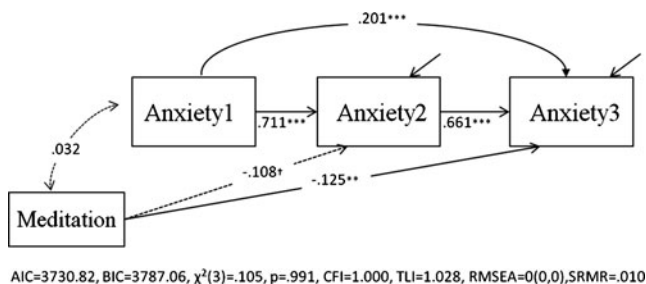 .201***
Anxiety1
Anxiety2
Anxiety3
.711***
.661***
.032
-.108†
-.125**
Meditation
AIC=3730.82, BIC=3787.06, χ²(3)=.105, p=.991, CFI=1.000, TLI=1.028, RMSEA=0(0,0),SRMR=.010